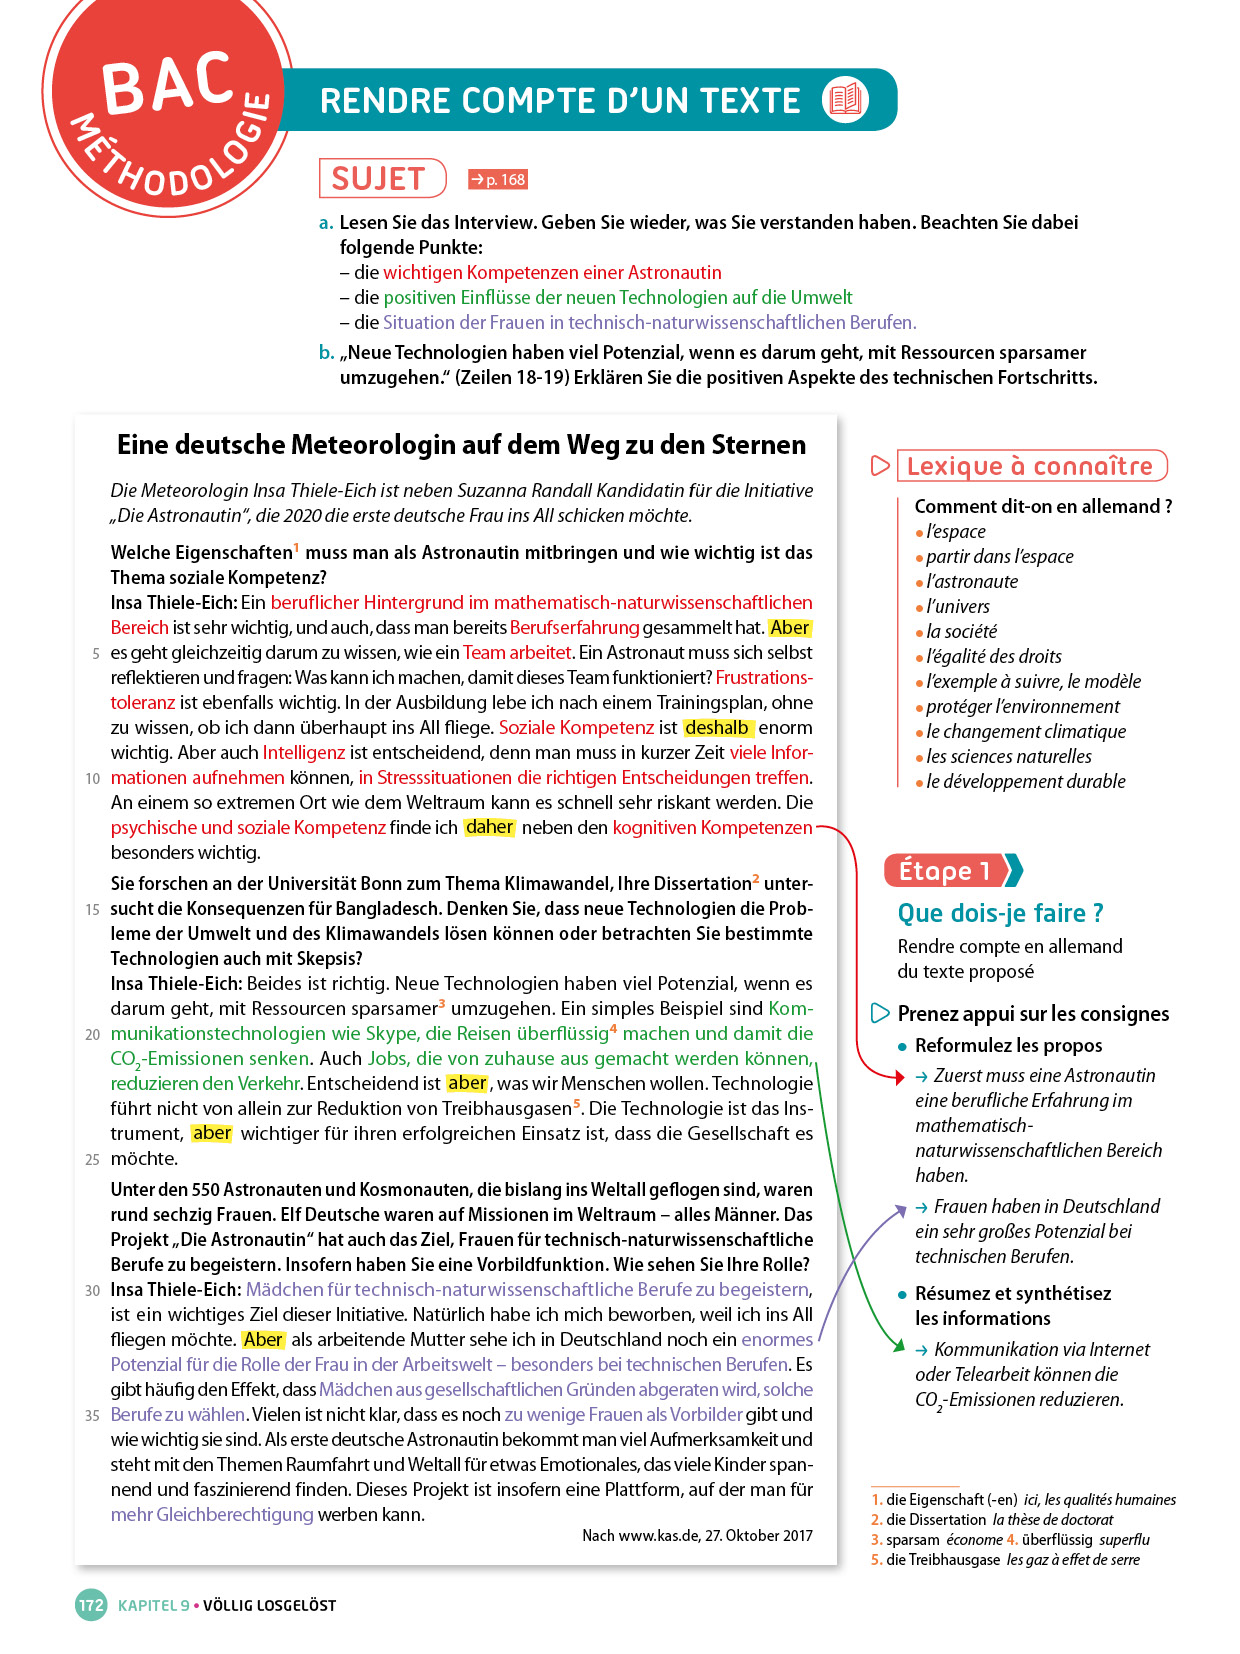 BAC
MÉTHODOLOGIE
RENDRE COMPTE D'UN TEXTE
SUJET
→ p. 168
a. Lesen Sie das Interview. Geben Sie wieder, was Sie verstanden haben. Beachten Sie dabei
folgende Punkte:
– die wichtigen Kompetenzen einer Astronautin
– die positiven Einflüsse der neuen Technologien auf die Umwelt
– die Situation der Frauen in technisch-naturwissenschaftlichen Berufen.
b. „Neue Technologien haben viel Potenzial, wenn es darum geht, mit Ressourcen sparsamer
umzugehen.“ (Zeilen 18-19) Erklären Sie die positiven Aspekte des technischen Fortschritts.
Eine deutsche Meteorologin auf dem Weg zu den Sternen
Die Meteorologin Insa Thiele-Eich ist neben Suzanna Randall Kandidatin für die Initiative
„Die Astronautin“, die 2020 die erste deutsche Frau ins All schicken möchte.
Welche Eigenschaften1 muss man als Astronautin mitbringen und wie wichtig ist das
Thema soziale Kompetenz?
Insa Thiele-Eich: Ein beruflicher Hintergrund im mathematisch-naturwissenschaftlichen
Bereich ist sehr wichtig, und auch, dass man bereits Berufserfahrung gesammelt hat. Aber
5 es geht gleichzeitig darum zu wissen, wie ein Team arbeitet. Ein Astronaut muss sich selbst
reflektieren und fragen: Was kann ich machen, damit dieses Team funktioniert? Frustrations-
toleranz ist ebenfalls wichtig. In der Ausbildung lebe ich nach einem Trainingsplan, ohne
zu wissen, ob ich dann überhaupt ins All fliege. Soziale Kompetenz ist deshalb enorm
wichtig. Aber auch Intelligenz ist entscheidend, denn man muss in kurzer Zeit viele Infor-
10 mationen aufnehmen können, in Stresssituationen die richtigen Entscheidungen treffen.
An einem so extremen Ort wie dem Weltraum kann es schnell sehr riskant werden. Die
psychische und soziale Kompetenz finde ich daher neben den kognitiven Kompetenzen
besonders wichtig.
Sie forschen an der Universität Bonn zum Thema Klimawandel, Ihre Dissertation2 unter-
15 sucht die Konsequenzen für Bangladesch. Denken Sie, dass neue Technologien die Prob-
leme der Umwelt und des Klimawandels lösen können oder betrachten Sie bestimmte
Technologien auch mit Skepsis?
Insa Thiele-Eich: Beides ist richtig. Neue Technologien haben viel Potenzial, wenn es
darum geht, mit Ressourcen sparsamer3 umzugehen. Ein simples Beispiel sind Kom-
20 munikationstechnologien wie Skype, die Reisen überflüssig4 machen und damit die
CO2-Emissionen senken. Auch Jobs, die von zuhause aus gemacht werden können,
reduzieren den Verkehr. Entscheidend ist aber, was wir Menschen wollen. Technologie
führt nicht von allein zur Reduktion von Treibhausgasen5. Die Technologie ist das Ins-
trument, aber wichtiger für ihren erfolgreichen Einsatz ist, dass die Gesellschaft es
25 möchte.
Unter den 550 Astronauten und Kosmonauten, die bislang ins Weltall geflogen sind, waren
rund sechzig Frauen. Elf Deutsche waren auf Missionen im Weltraum – alles Männer. Das
Projekt „Die Astronautin“ hat auch das Ziel, Frauen für technisch-naturwissenschaftliche
Berufe zu begeistern. Insofern haben Sie eine Vorbildfunktion. Wie sehen Sie Ihre Rolle?
30 Insa Thiele-Eich: Mädchen für technisch-naturwissenschaftliche Berufe zu begeistern,
ist ein wichtiges Ziel dieser Initiative. Natürlich habe ich mich beworben, weil ich ins All
fliegen möchte. Aber als arbeitende Mutter sehe ich in Deutschland noch ein enormes
Potenzial für die Rolle der Frau in der Arbeitswelt – besonders bei technischen Berufen. Es
gibt häufig den Effekt, dass Mädchen aus gesellschaftlichen Gründen abgeraten wird, solche
35 Berufe zu wählen. Vielen ist nicht klar, dass es noch zu wenige Frauen als Vorbilder gibt und
wie wichtig sie sind. Als erste deutsche Astronautin bekommt man viel Aufmerksamkeit und
steht mit den Themen Raumfahrt und Weltall für etwas Emotionales, das viele Kinder span-
nend und faszinierend finden. Dieses Projekt ist insofern eine Plattform, auf der man für
mehr Gleichberechtigung werben kann.
Nach www.kas.de, 27. Oktober 2017
Lexique à connaître
Comment dit-on en allemand ?
• l'espace
• partir dans l'espace
• l'astronaute
• l'univers
• la société
• l'égalité des droits
• l'exemple à suivre, le modèle
• protéger l'environnement
• le changement climatique
• les sciences naturelles
• le développement durable
Étape 1
Que dois-je faire ?
Rendre compte en allemand
du texte proposé
Prenez appui sur les consignes
• Reformulez les propos
→ Zuerst muss eine Astronautin
eine berufliche Erfahrung im
mathematisch-
naturwissenschaftlichen Bereich
haben.
→ Frauen haben in Deutschland
ein sehr großes Potenzial bei
technischen Berufen.
• Résumez et synthétisez
les informations
→ Kommunikation via Internet
oder Telearbeit können die
CO2-Emissionen reduzieren.
1. die Eigenschaft (-en) ici, les qualités humaines
2. die Dissertation la thèse de doctorat
3. sparsam économe 4. überflüssig superflu
5. die Treibhausgase les gaz à effet de serre
172 KAPITEL 9 • VÖLLIG LOSGELÖST